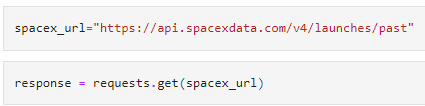 spacex_url="https://api.spacexdata.com/v4/launches/past"
response = requests.get(spacex_url)